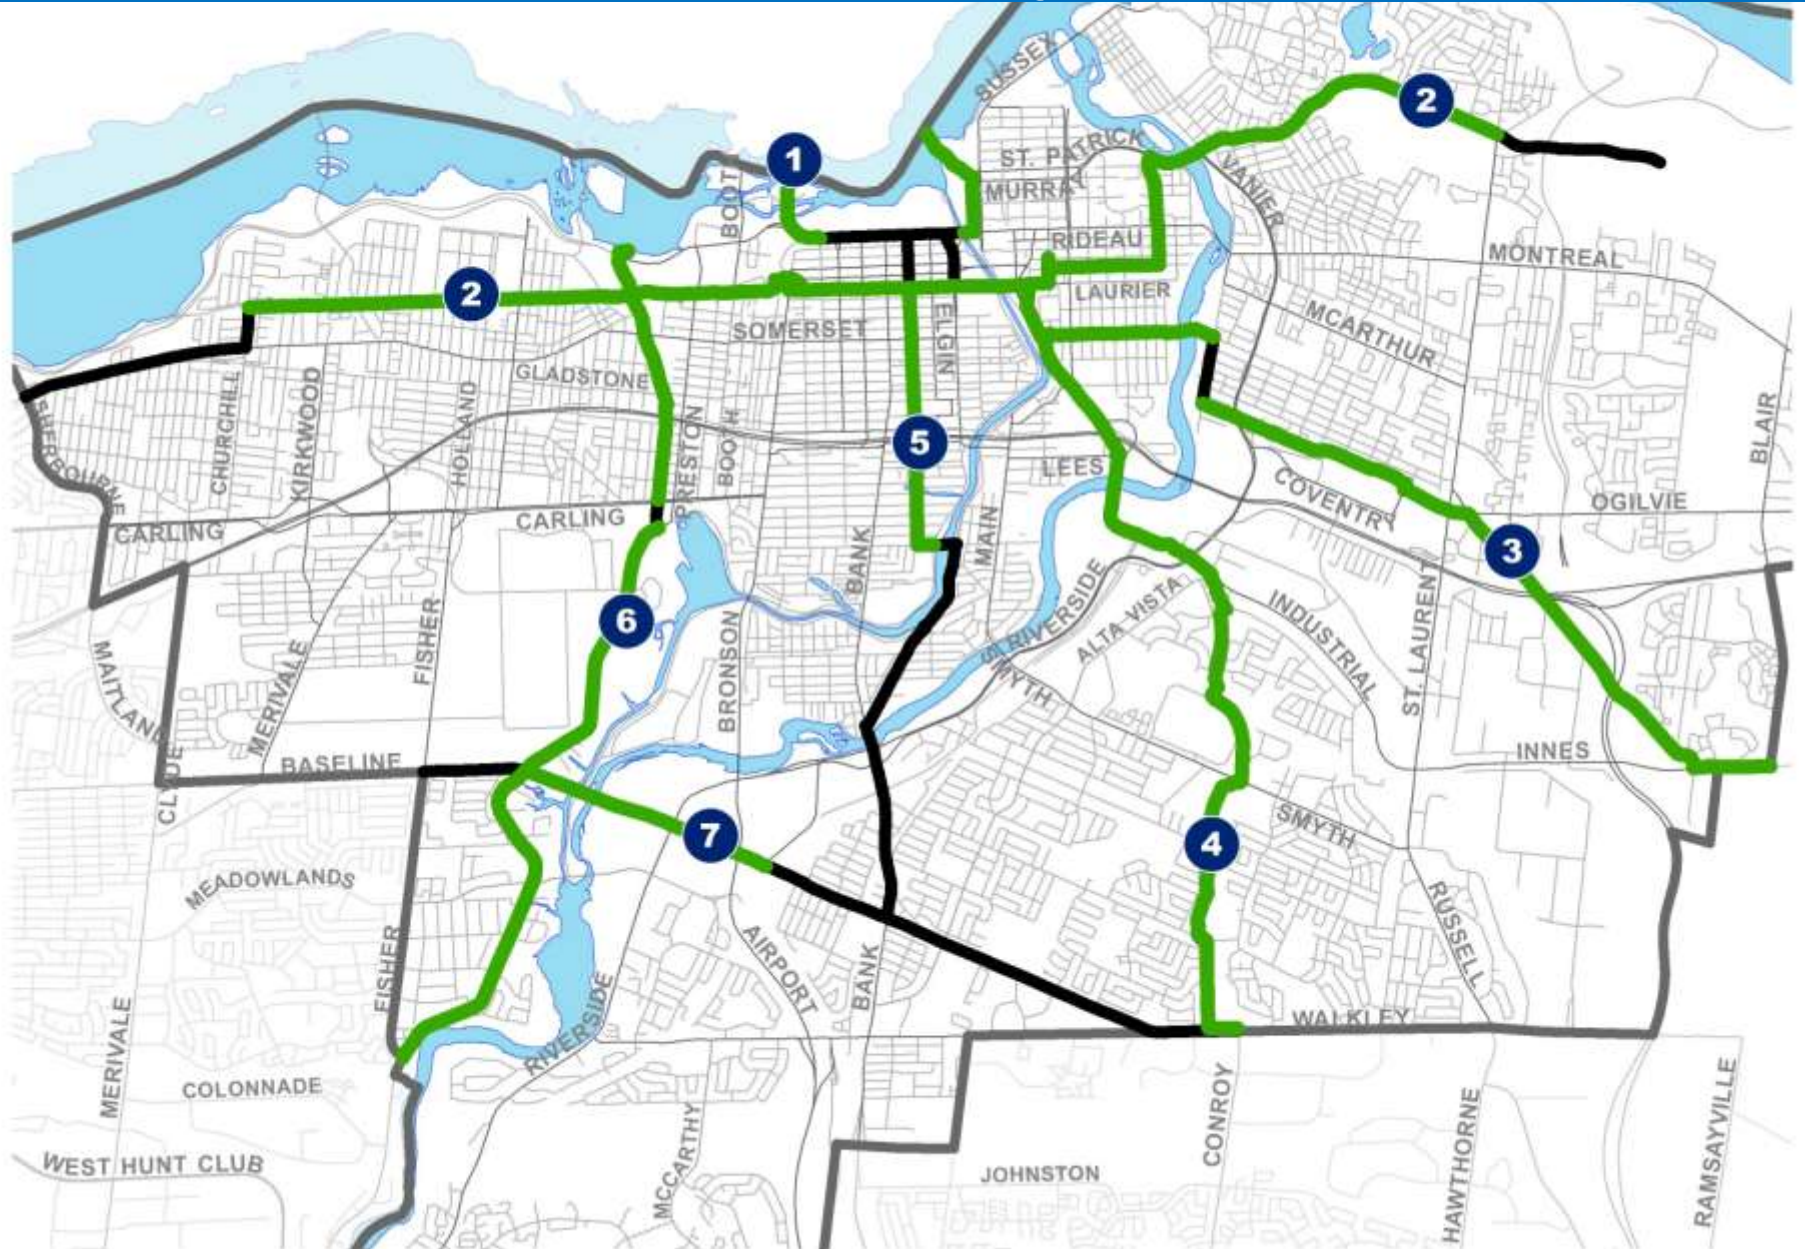 SUSSEX
2
1
ST. PATRICK
VANIER
BOOT
MURRAY
RIDEAU
MONTREAL
2
LAURIER
SOMERSET
ELGIN
MCARTHUR
GLADSTONE
SHERBOURNE
CHURCHILL
KIRKWOOD
HOLLAND
PRESTON
BOOTH
5
LEES
BLAIR
COVENTRY
OGILVIE
CARLING
CARLING
BANK
MAIN
3
6
RIVERSIDE
ALTA VISTA
INDUSTRIAL
ST. LAURENT
FISHER
MERIVALE
MAITLAND
BRONSON
SMYTH
BASELINE
INNES
CLYDE
7
SMYTH
4
MEADOWLANDS
RUSSELL
FISHER
AIRPORT
BANK
RIVERSIDE
WALKLEY
MERIVALE
COLONNADE
CONROY
HAWTHORNE
RAMSAYVILLE
MCCARTHY
WEST HUNT CLUB
JOHNSTON